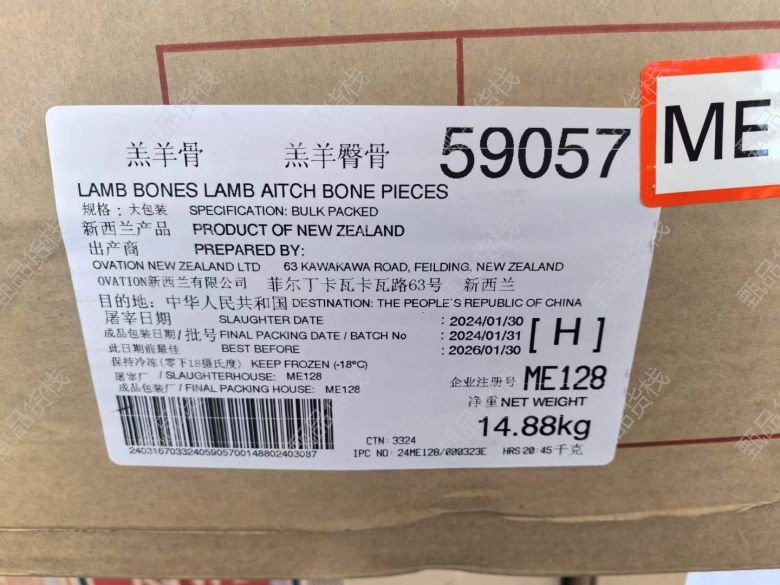 羔羊骨 羔羊臀骨 59057
ME
LAMB BONES LAMB AITCH BONE PIECES
规格：大包装 SPECIFICATION: BULK PACKED
新西兰产品 PRODUCT OF NEW ZEALAND
出产商 PREPARED BY:
OVATION NEW ZEALAND LTD 63 KAWAKAWA ROAD, FEILDING, NEW ZEALAND
OVATION新西兰有限公司 菲尔丁卡瓦卡瓦路63号 新西兰
目的地：中华人民共和国 DESTINATION: THE PEOPLE'S REPUBLIC OF CHINA
屠宰日期 SLAUGHTER DATE : 2024/01/30
成品包装日期/批号 FINAL PACKING DATE / BATCH No : 2024/01/31 [H]
此日期前最佳 BEST BEFORE : 2026/01/30
保持冷冻(零下18摄氏度) KEEP FROZEN (-18°C)
屠宰厂 / SLAUGHTERHOUSE: ME128 企业注册号 ME128
成品包装厂 / FINAL PACKING HOUSE: ME128 净重 NET WEIGHT
14.88kg
CTN: 3324
24031670332405905700148802403087 IPC NO: 24ME128/000323E HRS 20:45 千克
甄品货栈